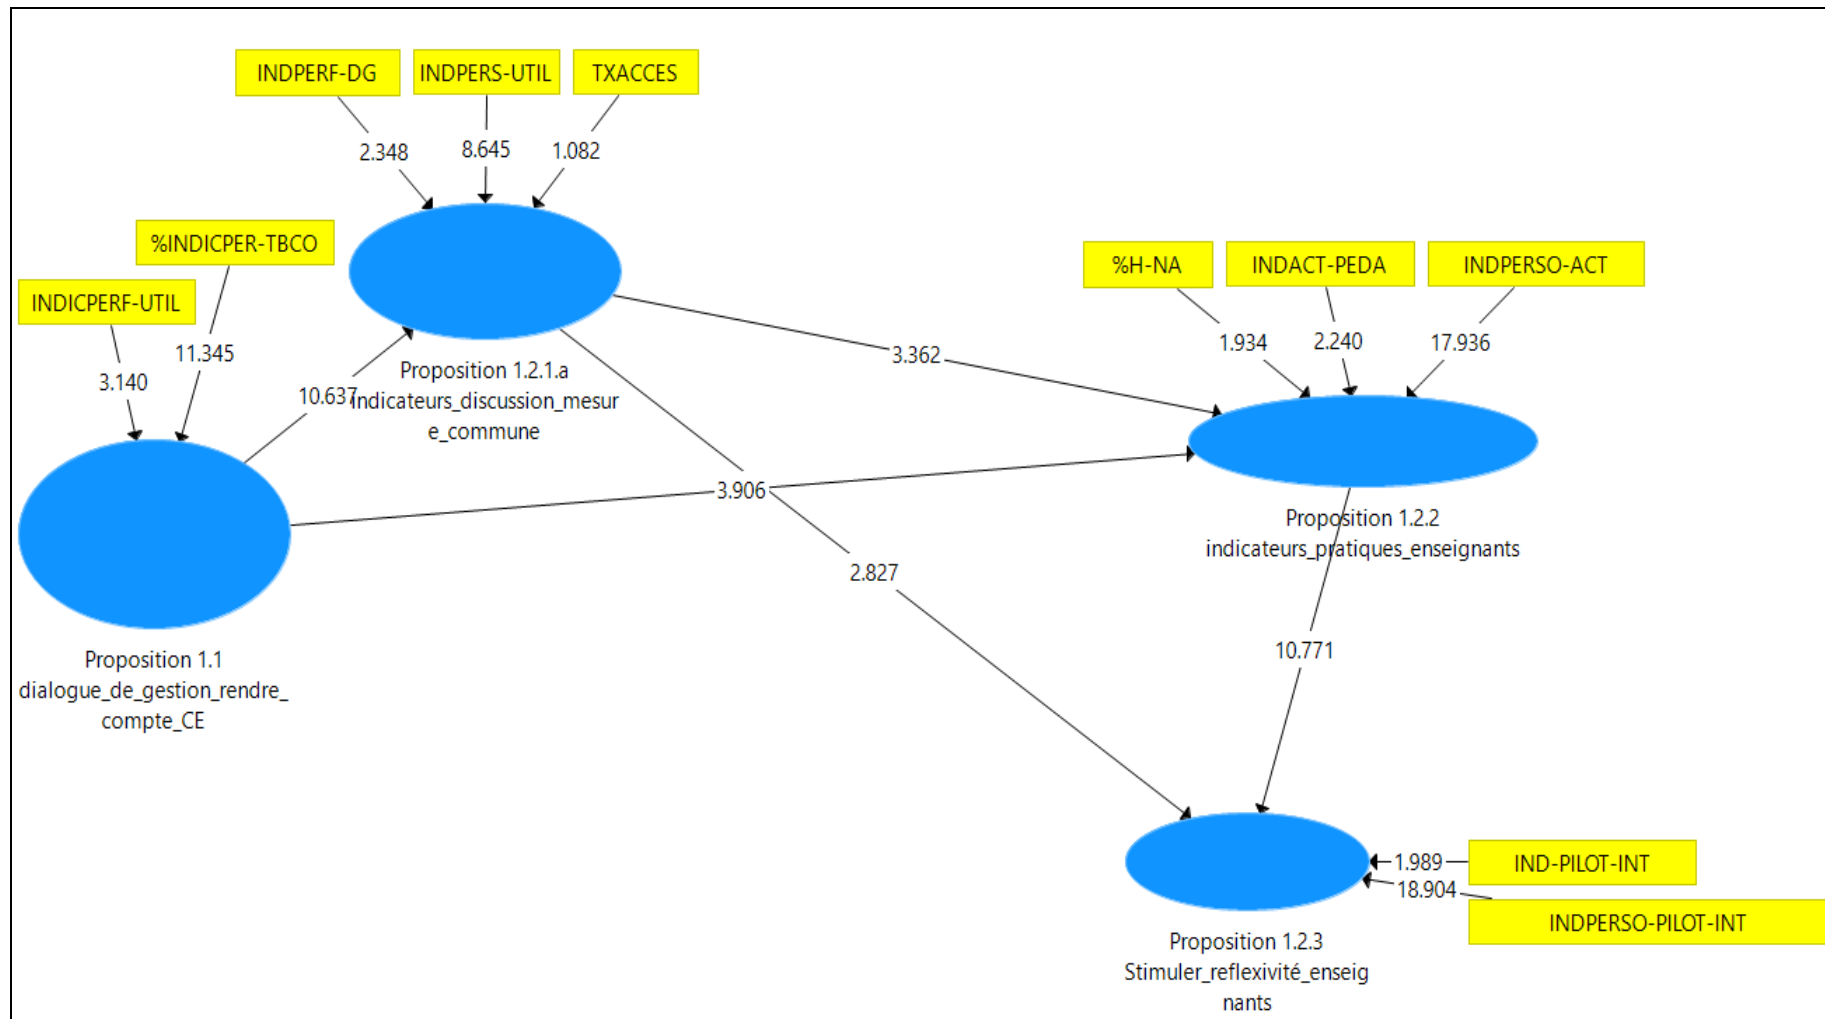 INDPERF-DG
INDPERS-UTIL
TXACCES
2.348
8.645
1.082
%INDICPER-TBCO
INDICPERF-UTIL
11.345
3.140
10.637
Proposition 1.2.1.a
indicateurs_discussion_mesur
e_commune
%H-NA
INDACT-PEDA
INDPERSO-ACT
1.934
2.240
17.936
3.362
3.906
Proposition 1.2.2
indicateurs_pratiques_enseignants
2.827
10.771
Proposition 1.1
dialogue_de_gestion_rendre_
compte_CE
1.989
IND-PILOT-INT
18.904
INDPERSO-PILOT-INT
Proposition 1.2.3
Stimuler_reflexivité_enseig
nants